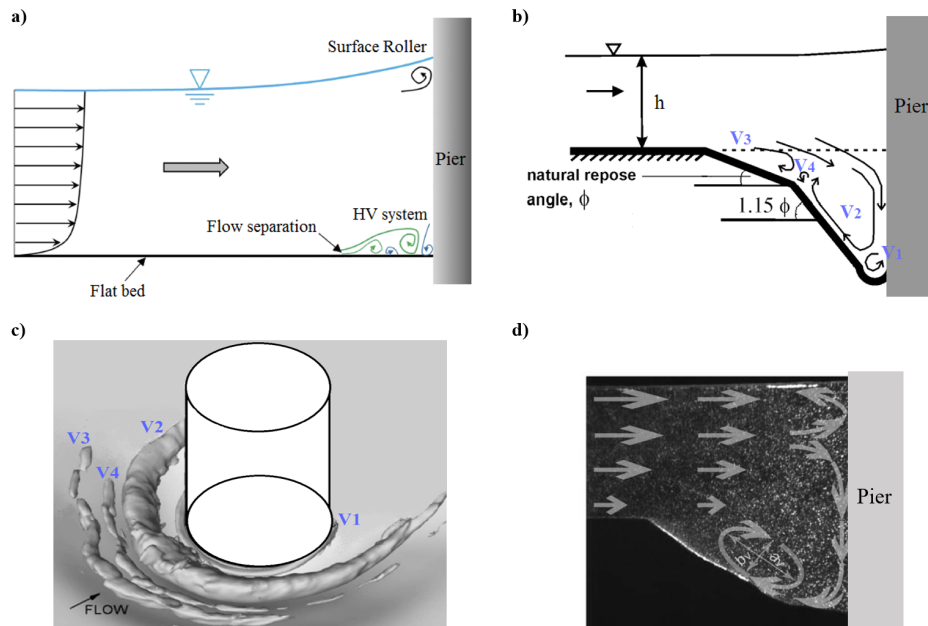 a)
Surface Roller
Pier
HV system
Flow separation
Flat bed
b)
h
Pier
V3
V4
natural repose
angle, ϕ
V2
1.15 ϕ
V1
c)
V2
V3
V4
V1
FLOW
d)
Pier
a
b